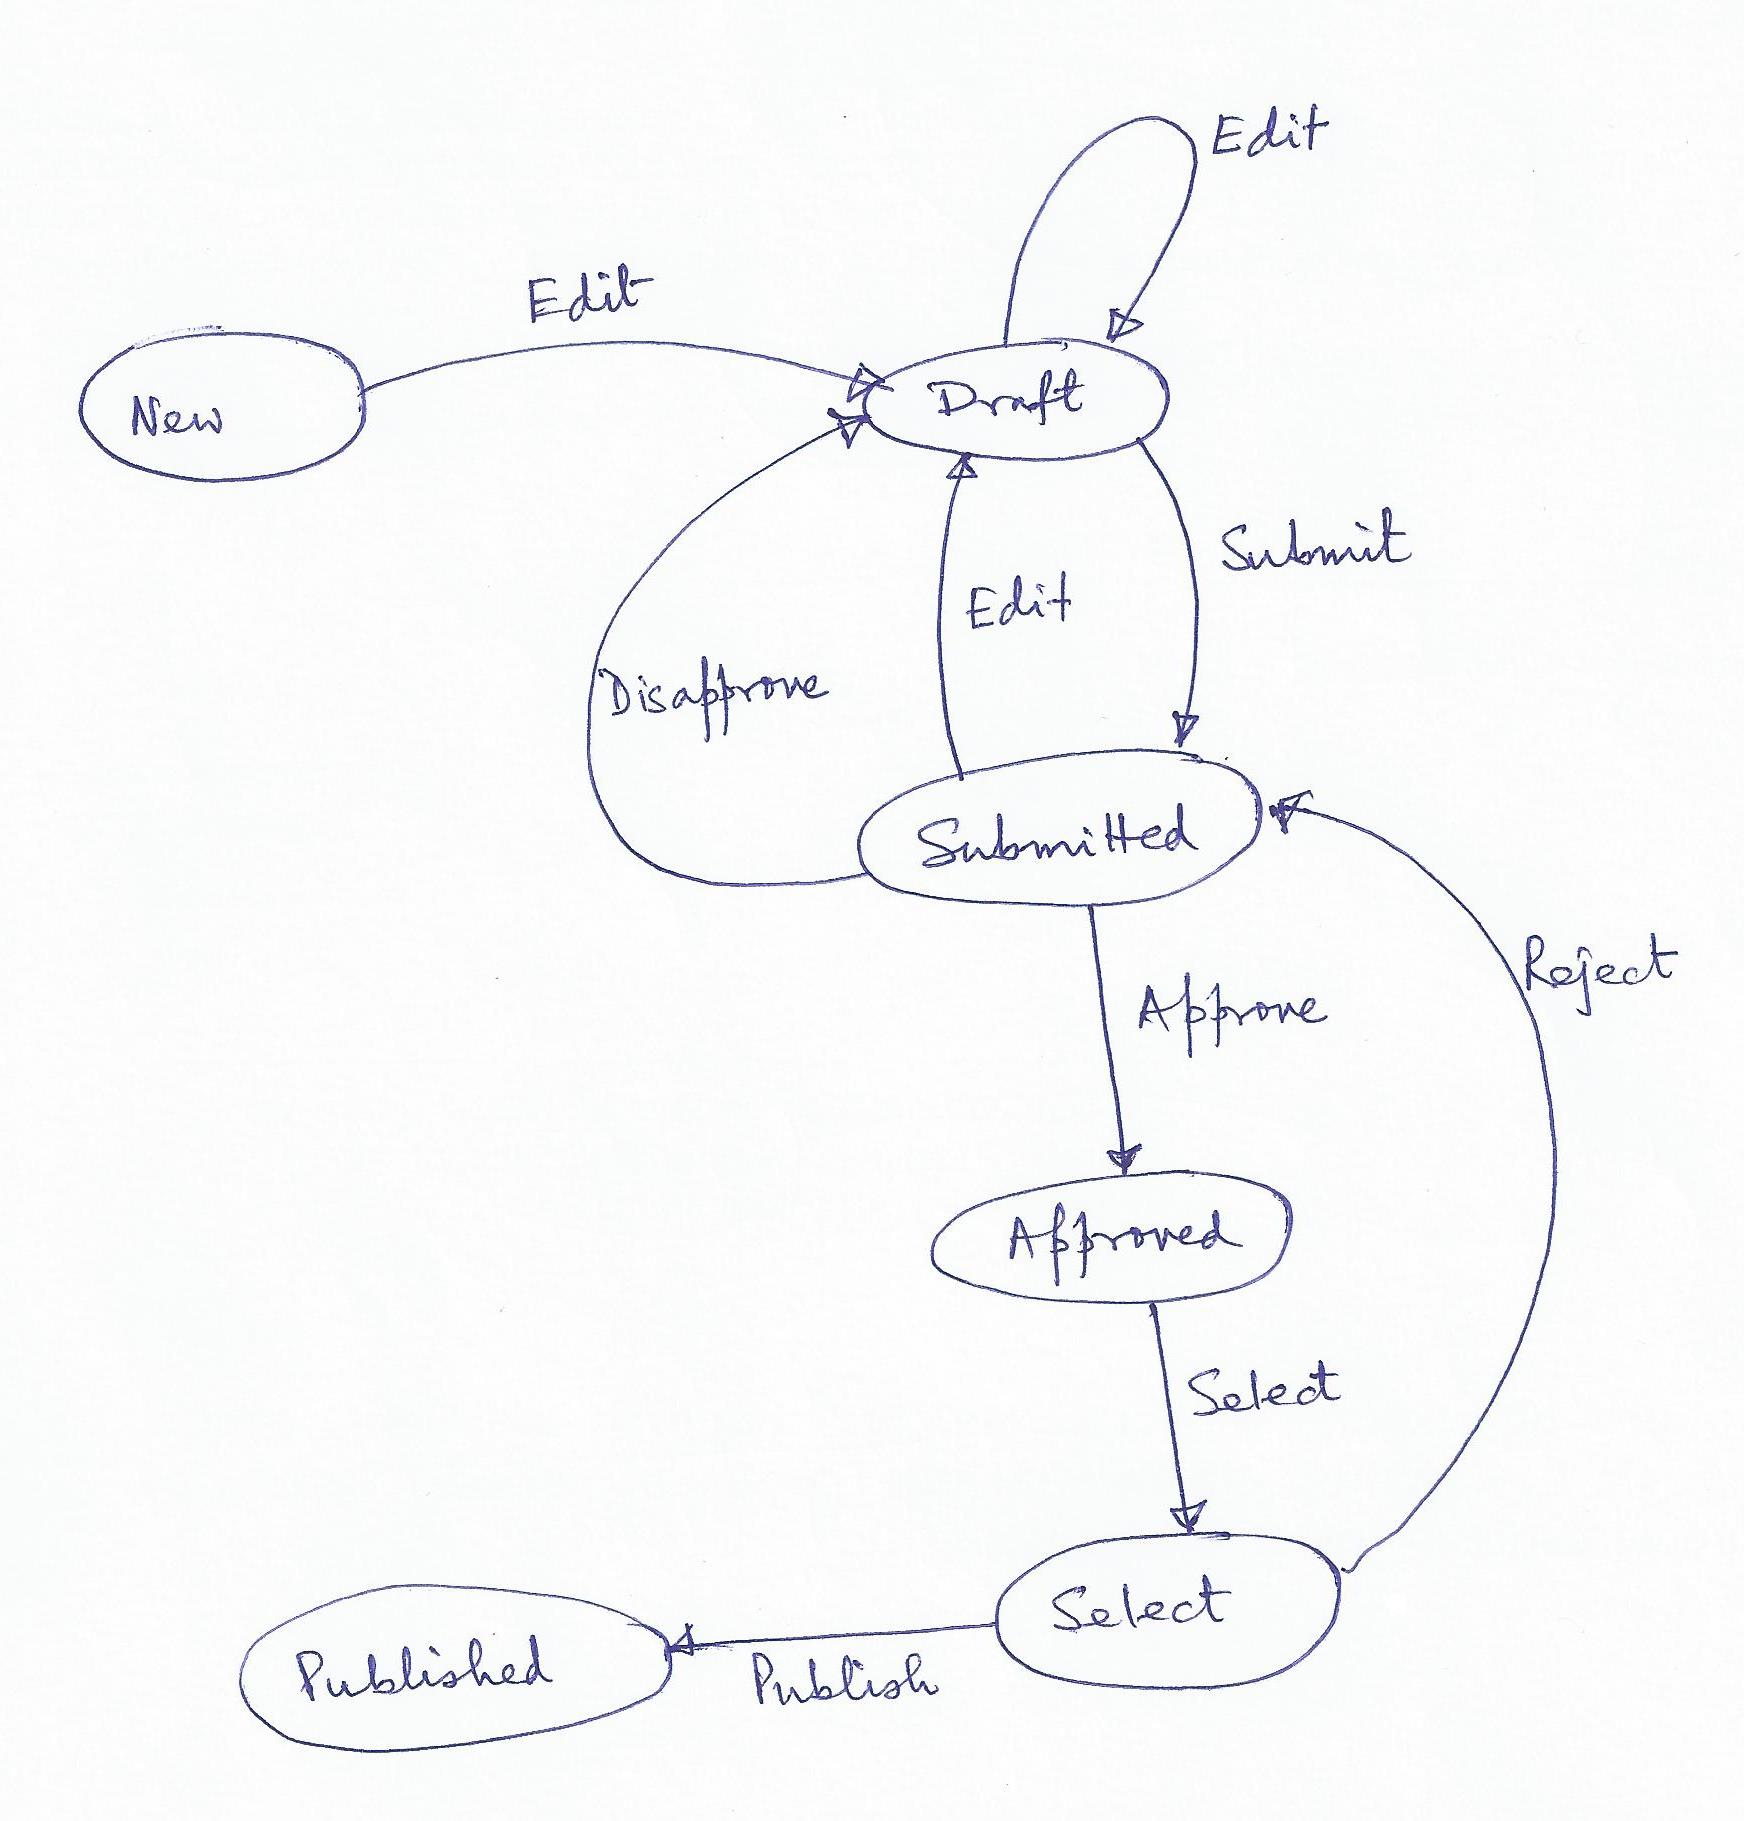 Edit
Edit
New
Draft
Submit
Edit
Disapprove
Submitted
Reject
Approve
Approved
Select
Select
Published
Publish